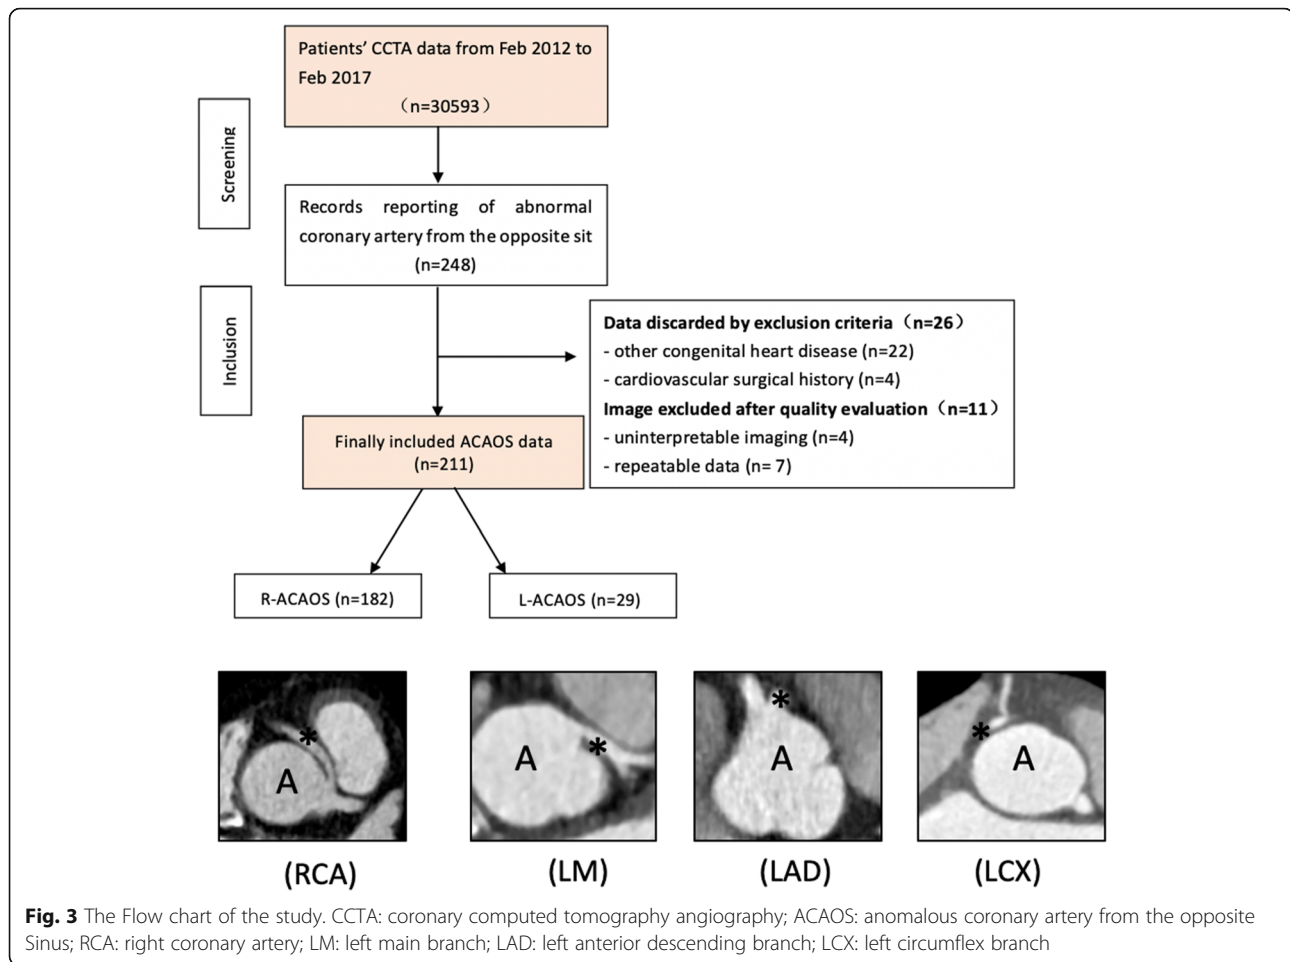 Patients' CCTA data from Feb 2012 to
Feb 2017
（n=30593）
Screening
Records reporting of abnormal
coronary artery from the opposite sit
(n=248)
Inclusion
Data discarded by exclusion criteria（n=26）
- other congenital heart disease (n=22)
- cardiovascular surgical history (n=4)
Image excluded after quality evaluation（n=11）
- uninterpretable imaging (n=4)
- repeatable data (n= 7)
Finally included ACAOS data
(n=211)
R-ACAOS (n=182)
L-ACAOS (n=29)
*
A
*
A
*
A
*
A
(RCA)
(LM)
(LAD)
(LCX)
Fig. 3 The Flow chart of the study. CCTA: coronary computed tomography angiography; ACAOS: anomalous coronary artery from the opposite
Sinus; RCA: right coronary artery; LM: left main branch; LAD: left anterior descending branch; LCX: left circumflex branch